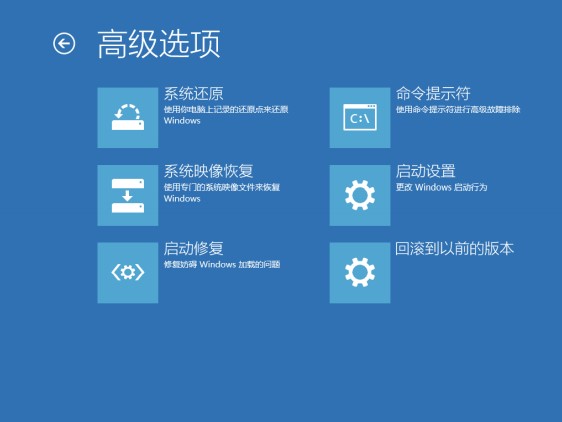 高级选项
系统还原
使用你电脑上记录的还原点来还原
Windows
命令提示符
使用命令提示符进行高级故障排除
C:\
系统映像恢复
使用专门的系统映像文件来恢复
Windows
启动设置
更改 Windows 启动行为
启动修复
修复妨碍 Windows 加载的问题
回滚到以前的版本